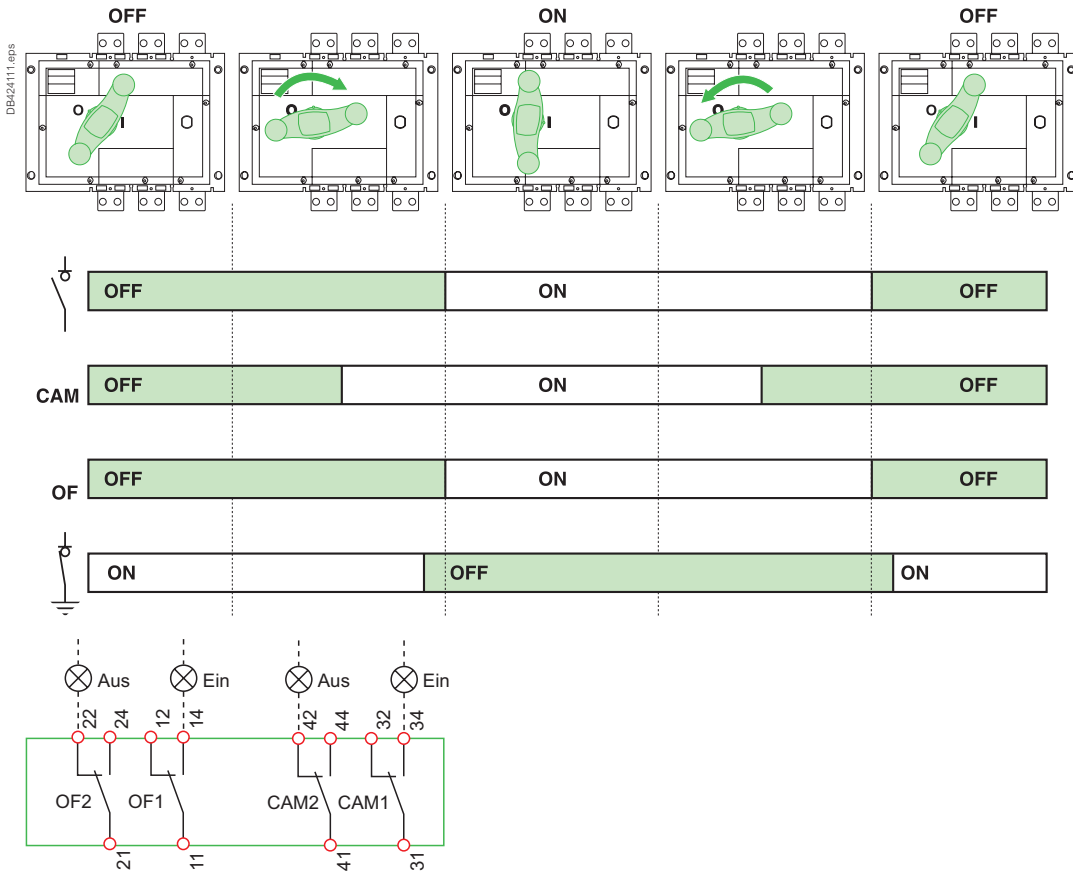 OFF ON OFF
DB424111.eps
O I O
O O
O I O
O O
O I O
OFF ON OFF
CAM OFF ON OFF
OF OFF ON OFF
ON OFF ON
Aus Ein Aus Ein
22 24 12 14 42 44 32 34
OF2 OF1 CAM2 CAM1
21 11 41 31